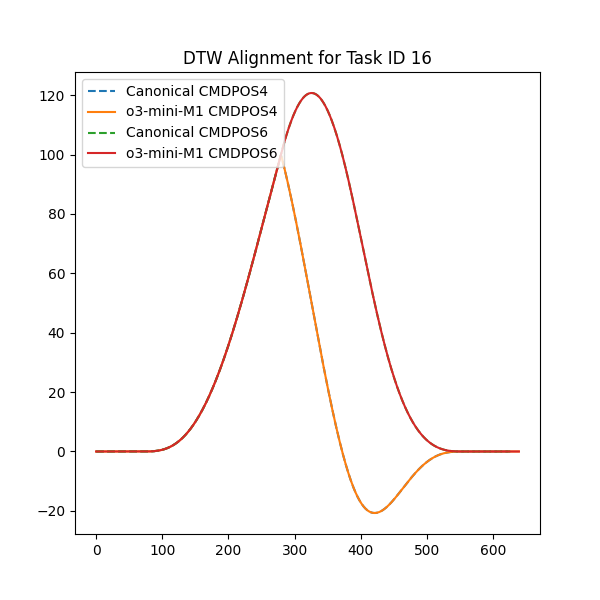 DTW Alignment for Task ID 16
Canonical CMDPOS4
o3-mini-M1 CMDPOS4
Canonical CMDPOS6
o3-mini-M1 CMDPOS6
120
100
80
60
40
20
0
−20
0 100 200 300 400 500 600